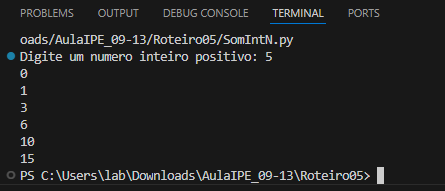 PROBLEMS OUTPUT DEBUG CONSOLE TERMINAL PORTS
oads/AulaIPE_09-13/Roteiro05/SomIntN.py
Digite um numero inteiro positivo: 5
0
1
3
6
10
15
PS C:\Users\lab\Downloads\AulaIPE_09-13\Roteiro05>